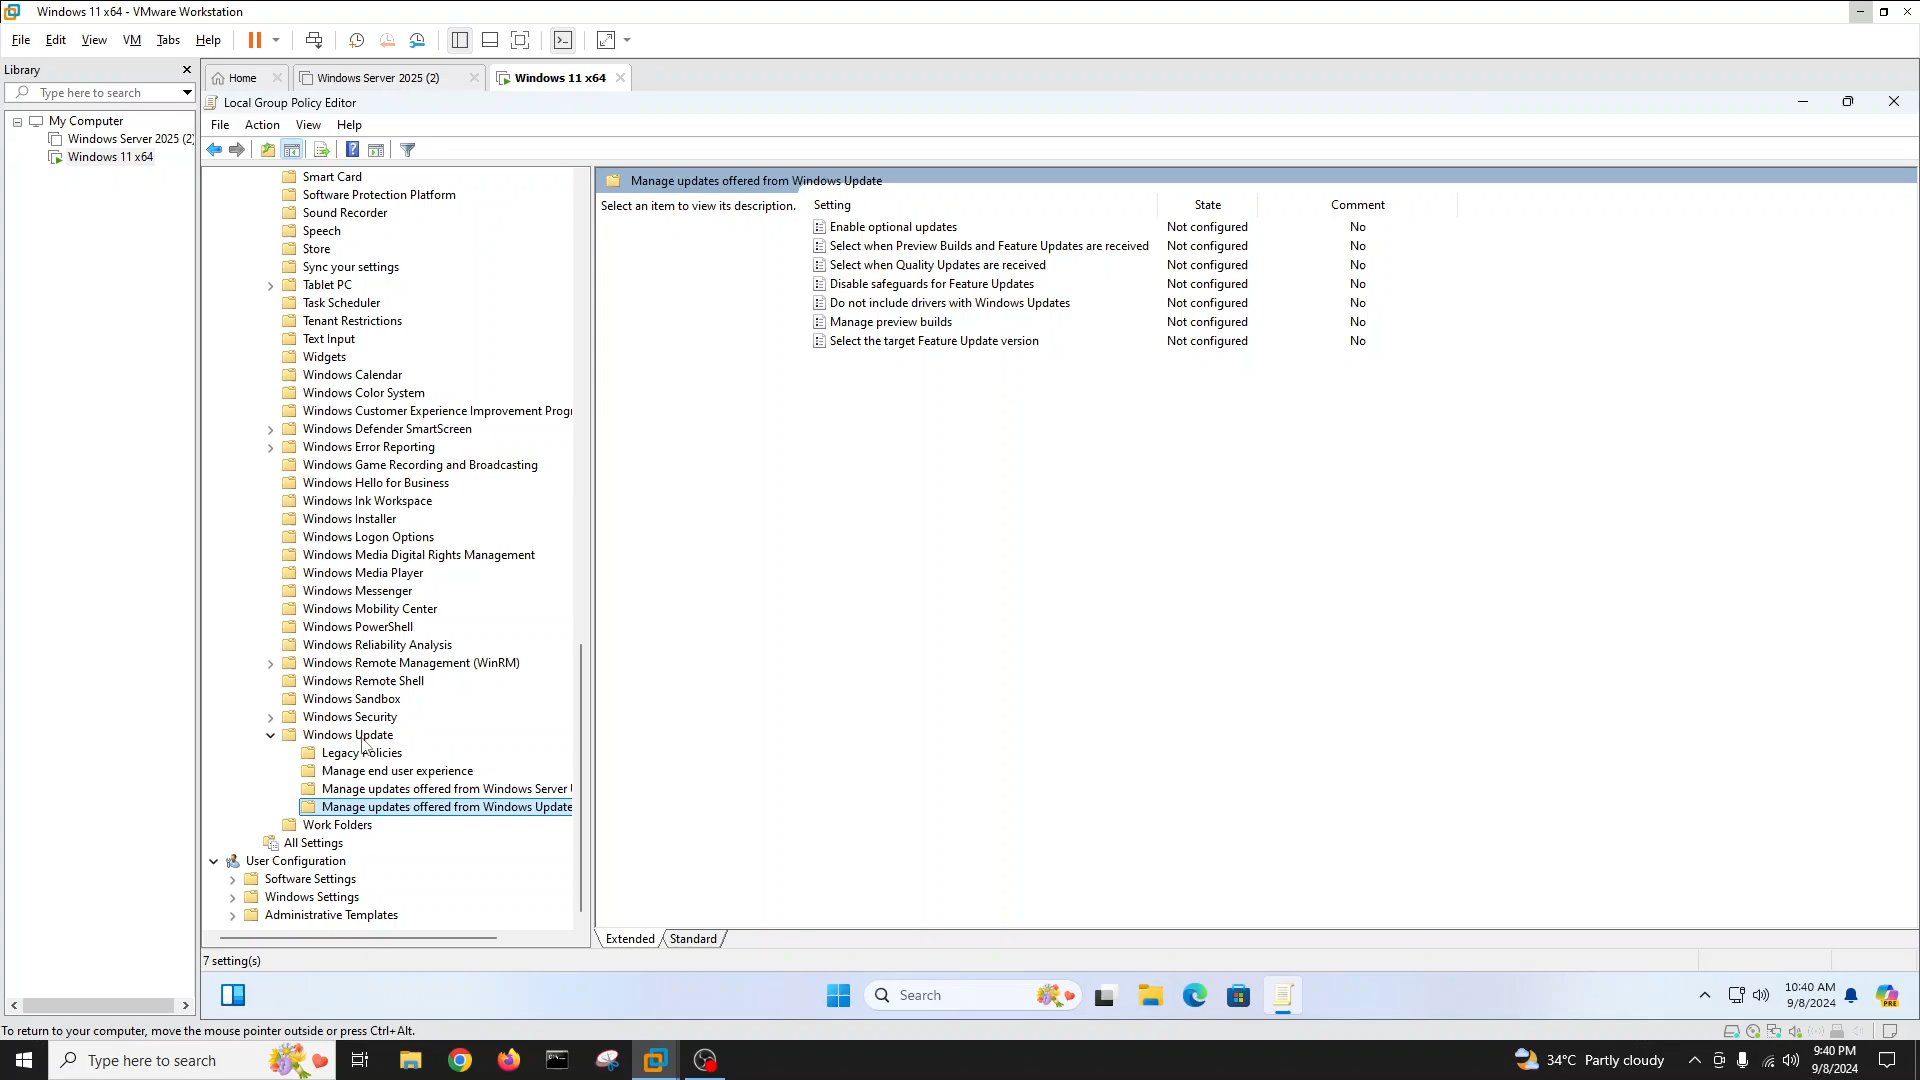 Windows 11 x64 - VMware Workstation
File Edit View VM Tabs Help
Library
Type here to search
My Computer
Windows Server 2025 (2)
Windows 11 x64
Home
Windows Server 2025 (2)
Windows 11 x64
Local Group Policy Editor
File Action View Help
Smart Card
Software Protection Platform
Sound Recorder
Speech
Store
Sync your settings
Tablet PC
Task Scheduler
Tenant Restrictions
Text Input
Widgets
Windows Calendar
Windows Color System
Windows Customer Experience Improvement Progr
Windows Defender SmartScreen
Windows Error Reporting
Windows Game Recording and Broadcasting
Windows Hello for Business
Windows Ink Workspace
Windows Installer
Windows Logon Options
Windows Media Digital Rights Management
Windows Media Player
Windows Messenger
Windows Mobility Center
Windows PowerShell
Windows Reliability Analysis
Windows Remote Management (WinRM)
Windows Remote Shell
Windows Sandbox
Windows Security
Windows Update
Legacy Policies
Manage end user experience
Manage updates offered from Windows Server U
Manage updates offered from Windows Update
Work Folders
All Settings
User Configuration
Software Settings
Windows Settings
Administrative Templates
Manage updates offered from Windows Update
Select an item to view its description.
Setting State Comment
Enable optional updates Not configured No
Select when Preview Builds and Feature Updates are received Not configured No
Select when Quality Updates are received Not configured No
Disable safeguards for Feature Updates Not configured No
Do not include drivers with Windows Updates Not configured No
Manage preview builds Not configured No
Select the target Feature Update version Not configured No
Extended Standard
7 setting(s)
Search
10:40 AM
9/8/2024
PRE
To return to your computer, move the mouse pointer outside or press Ctrl+Alt.
Type here to search
34°C Partly cloudy
9:40 PM
9/8/2024